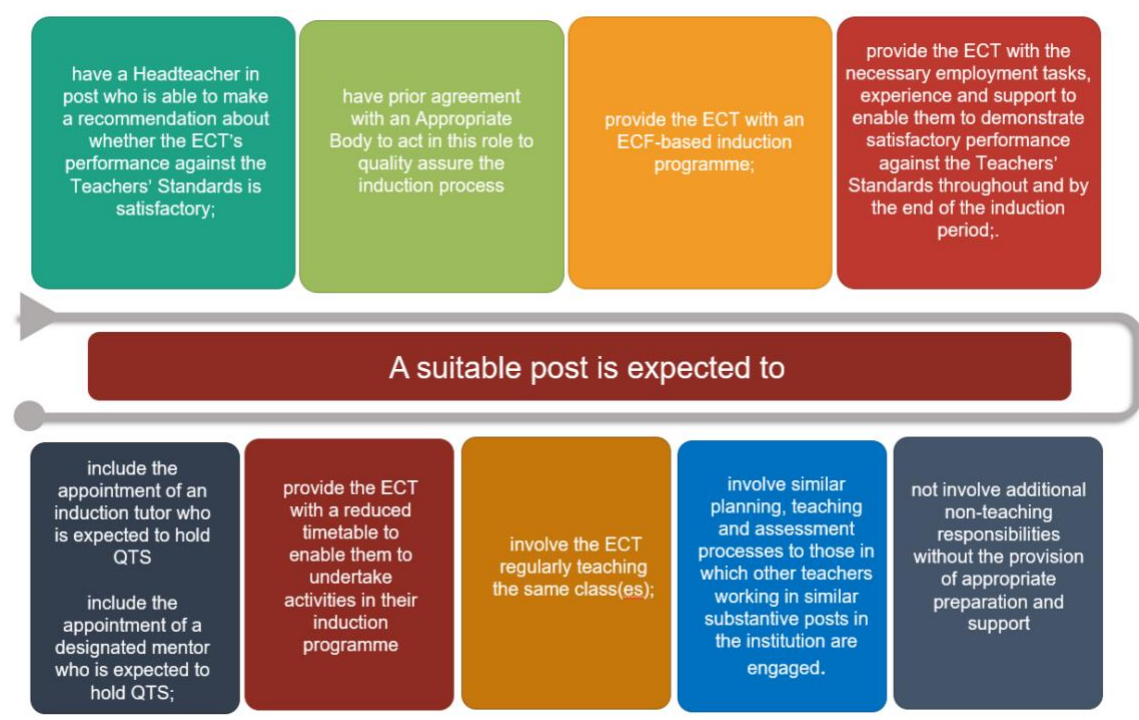 have a Headteacher in
post who is able to make
a recommendation about
whether the ECT's
performance against the
Teachers' Standards is
satisfactory;
have prior agreement
with an Appropriate
Body to act in this role to
quality assure the
induction process
provide the ECT with an
ECF-based induction
programme;
provide the ECT with the
necessary employment tasks,
experience and support to
enable them to demonstrate
satisfactory performance
against the Teachers'
Standards throughout and by
the end of the induction
period;.
A suitable post is expected to
include the
appointment of an
induction tutor who
is expected to hold
QTS
include the
appointment of a
designated mentor
who is expected to
hold QTS;
provide the ECT
with a reduced
timetable to
enable them to
undertake
activities in their
induction
programme
involve the ECT
regularly teaching
the same class(es);
involve similar
planning, teaching
and assessment
processes to those in
which other teachers
working in similar
substantive posts in
the institution are
engaged.
not involve additional
non-teaching
responsibilities
without the provision
of appropriate
preparation and
support